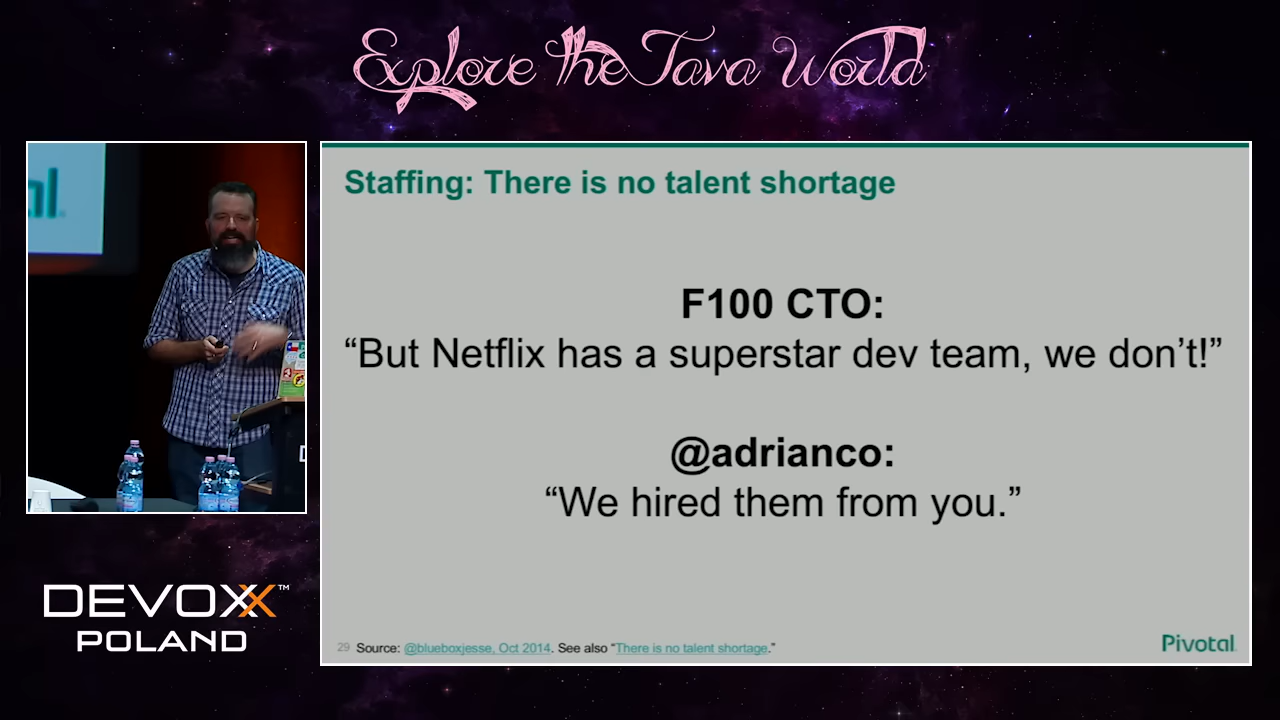 Explore the Java World
al
Staffing: There is no talent shortage
F100 CTO:
“But Netflix has a superstar dev team, we don’t!”
@adrianco:
“We hired them from you.”
29 Source: @blueboxjesse, Oct 2014. See also “There is no talent shortage.”
Pivotal
DEVOXX™
POLAND